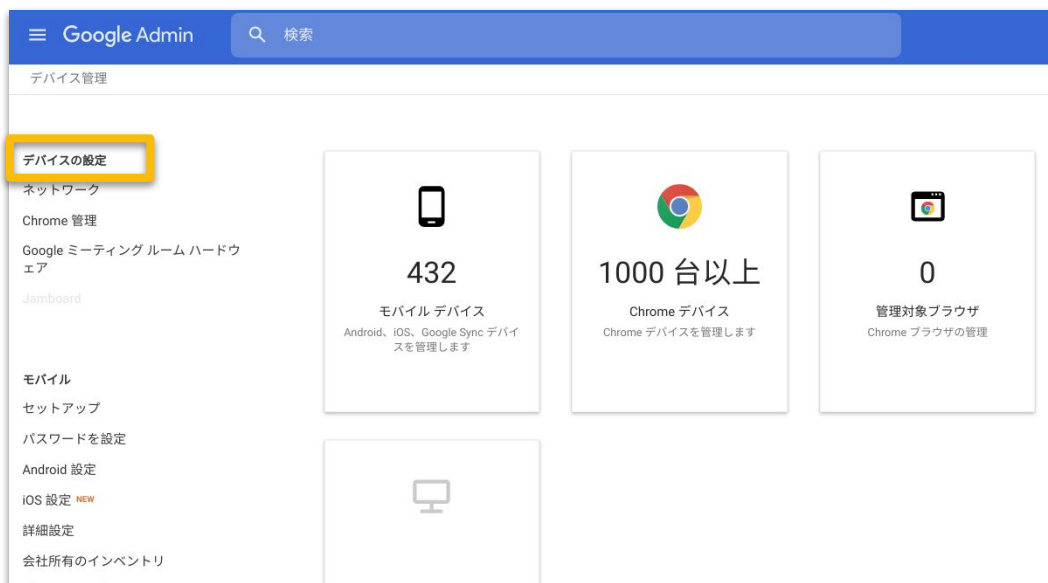 Google Admin
検索
デバイス管理
デバイスの設定
ネットワーク
Chrome 管理
Google ミーティング ルーム ハードウ
ェア
Jamboard
モバイル
セットアップ
パスワードを設定
Android 設定
iOS 設定 NEW
詳細設定
会社所有のインベントリ
432
モバイル デバイス
Android、iOS、Google Sync デバイ
スを管理します
1000 台以上
Chrome デバイス
Chrome デバイスを管理します
0
管理対象ブラウザ
Chrome ブラウザの管理